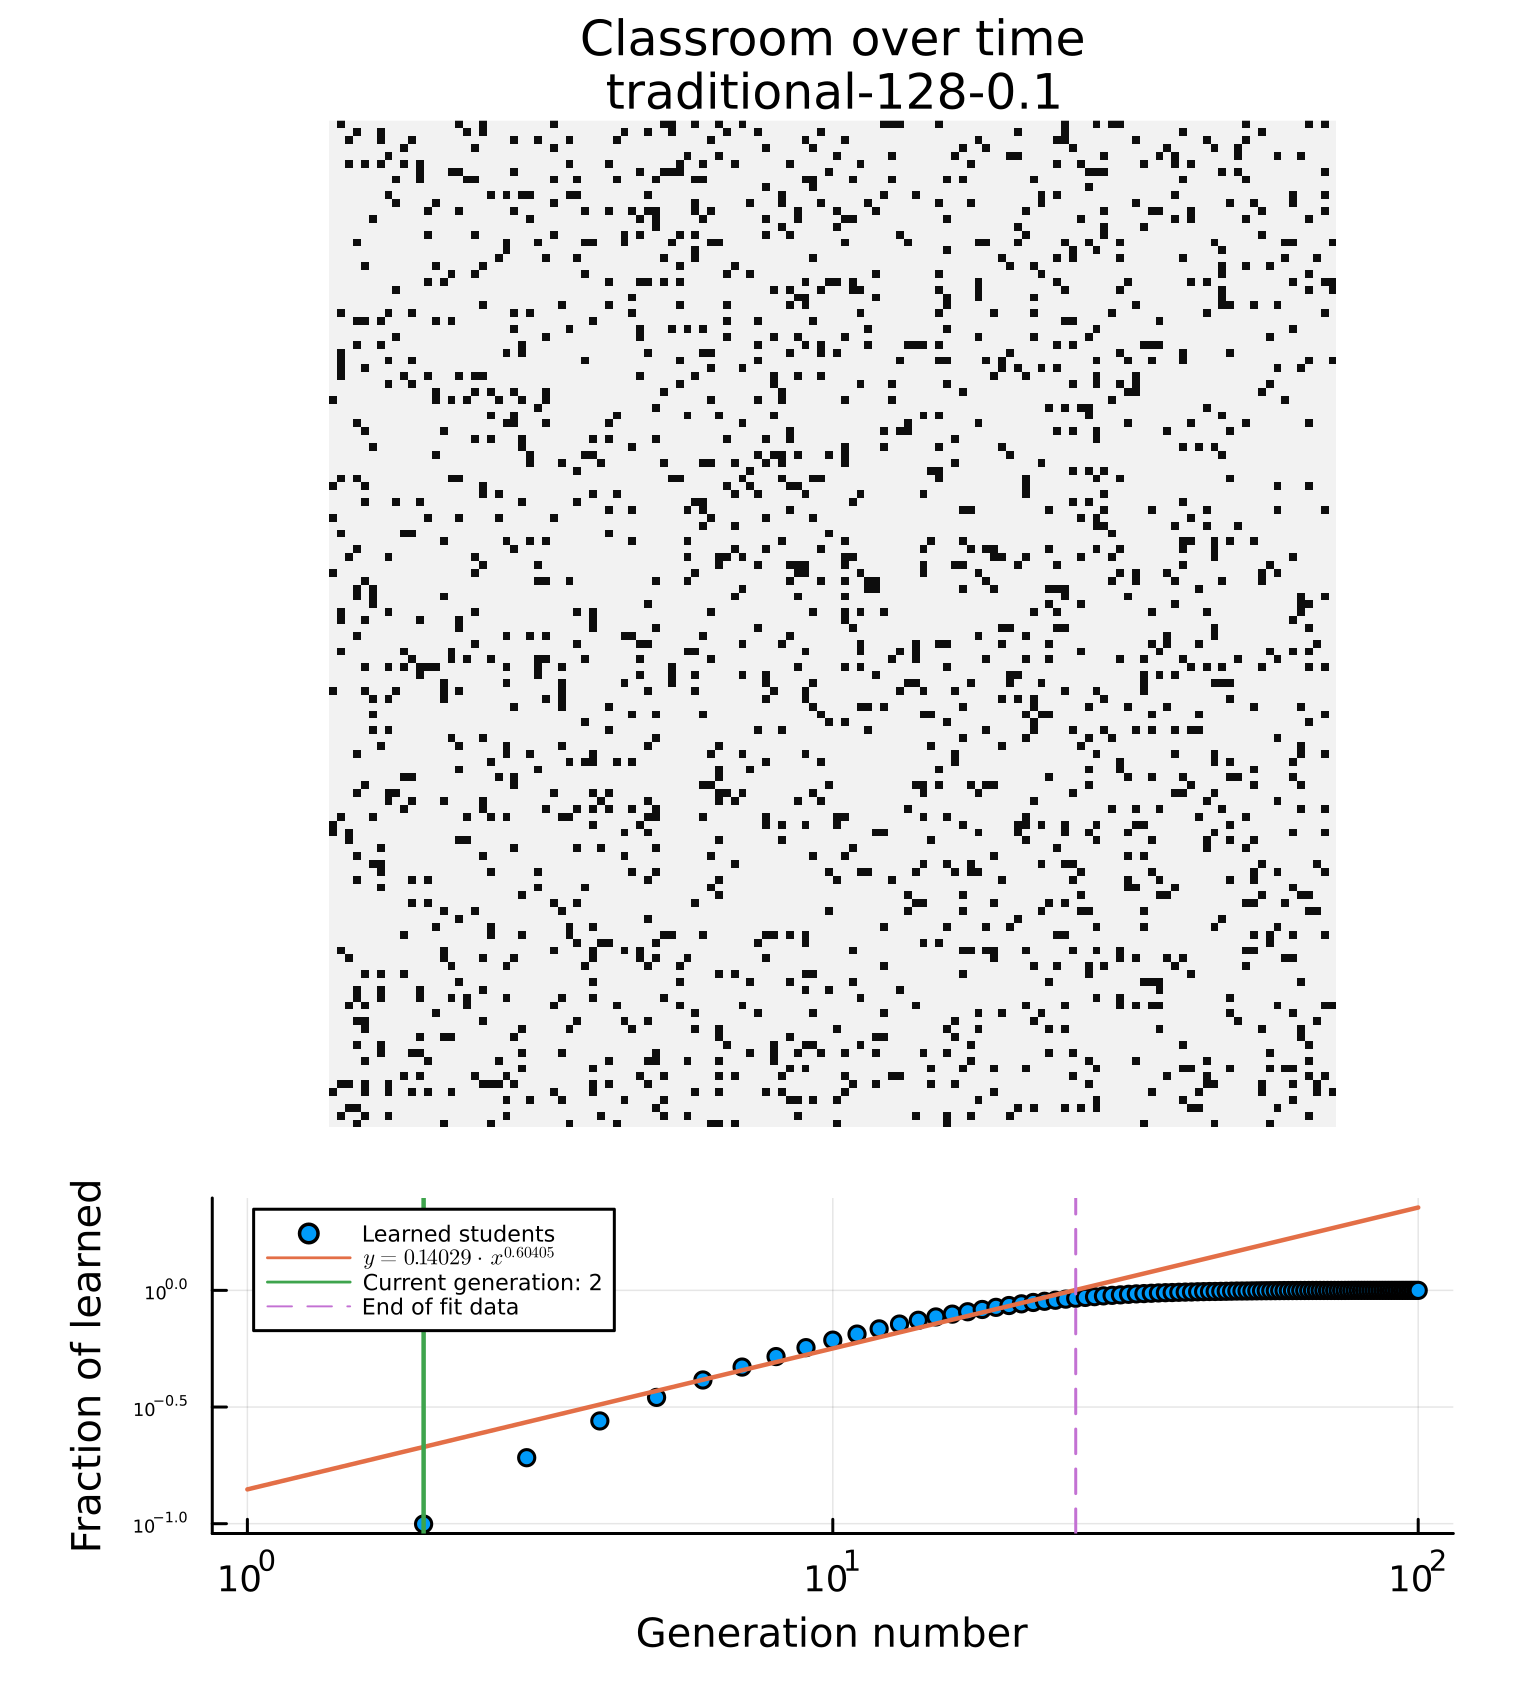 Classroom over time
traditional-128-0.1
Fraction of learned
Learned students
y = 0.14029 · x^0.60405
Current generation: 2
End of fit data
10^0.0
10^−0.5
10^−1.0
10^0 10^1 10^2
Generation number